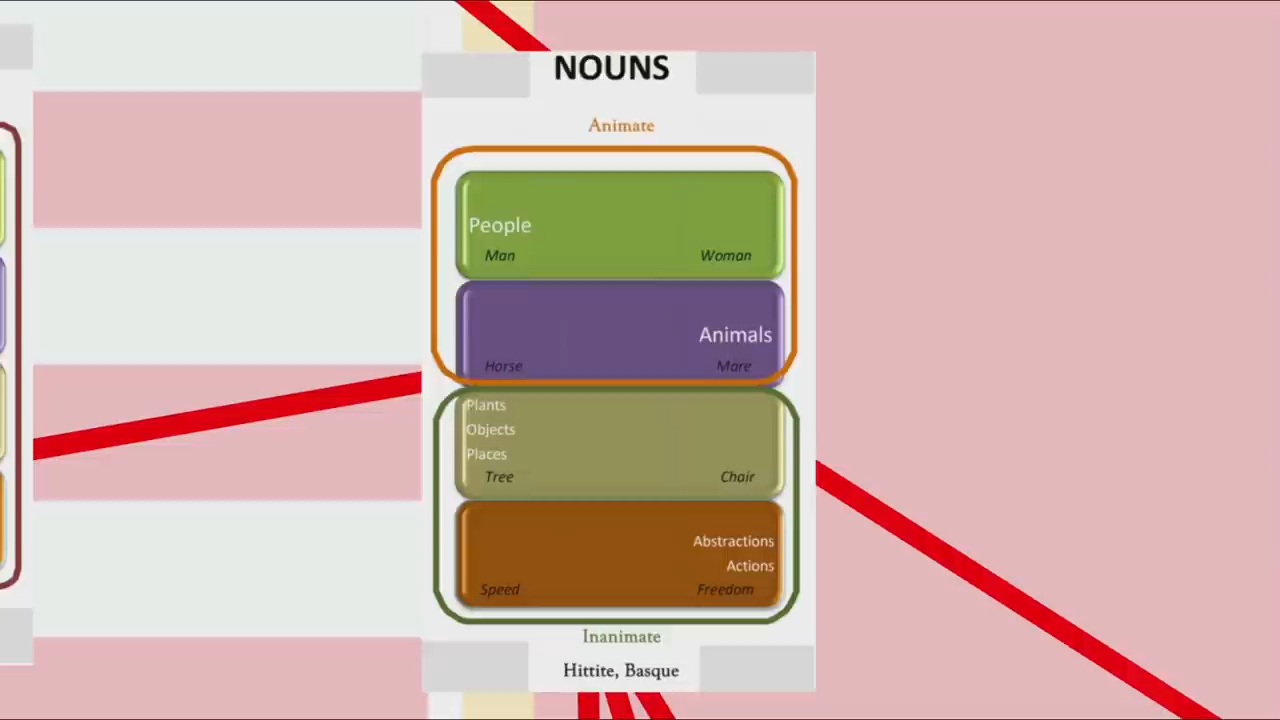 NOUNS
Animate
People
Man Woman
Animals
Horse Mare
Plants
Objects
Places
Tree Chair
Abstractions
Actions
Speed Freedom
Inanimate
Hittite, Basque